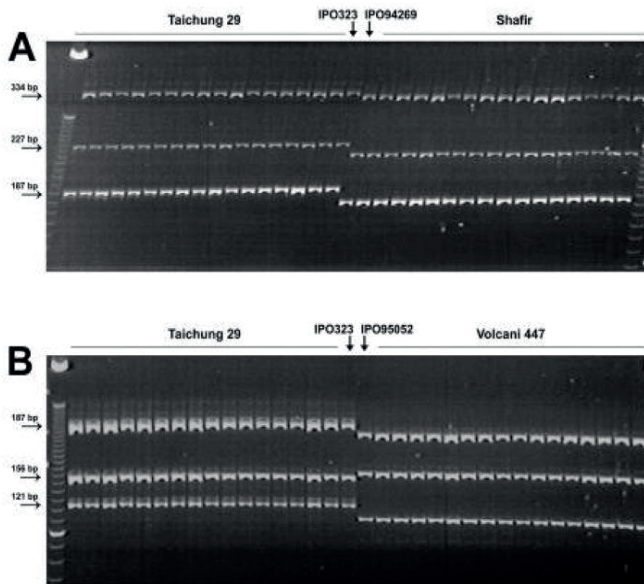 IPO323 IPO94269
A Taichung 29 Shafir
334 bp
227 bp
167 bp
IPO323 IPO95052
B Taichung 29 Volcani 447
187 bp
156 bp
121 bp